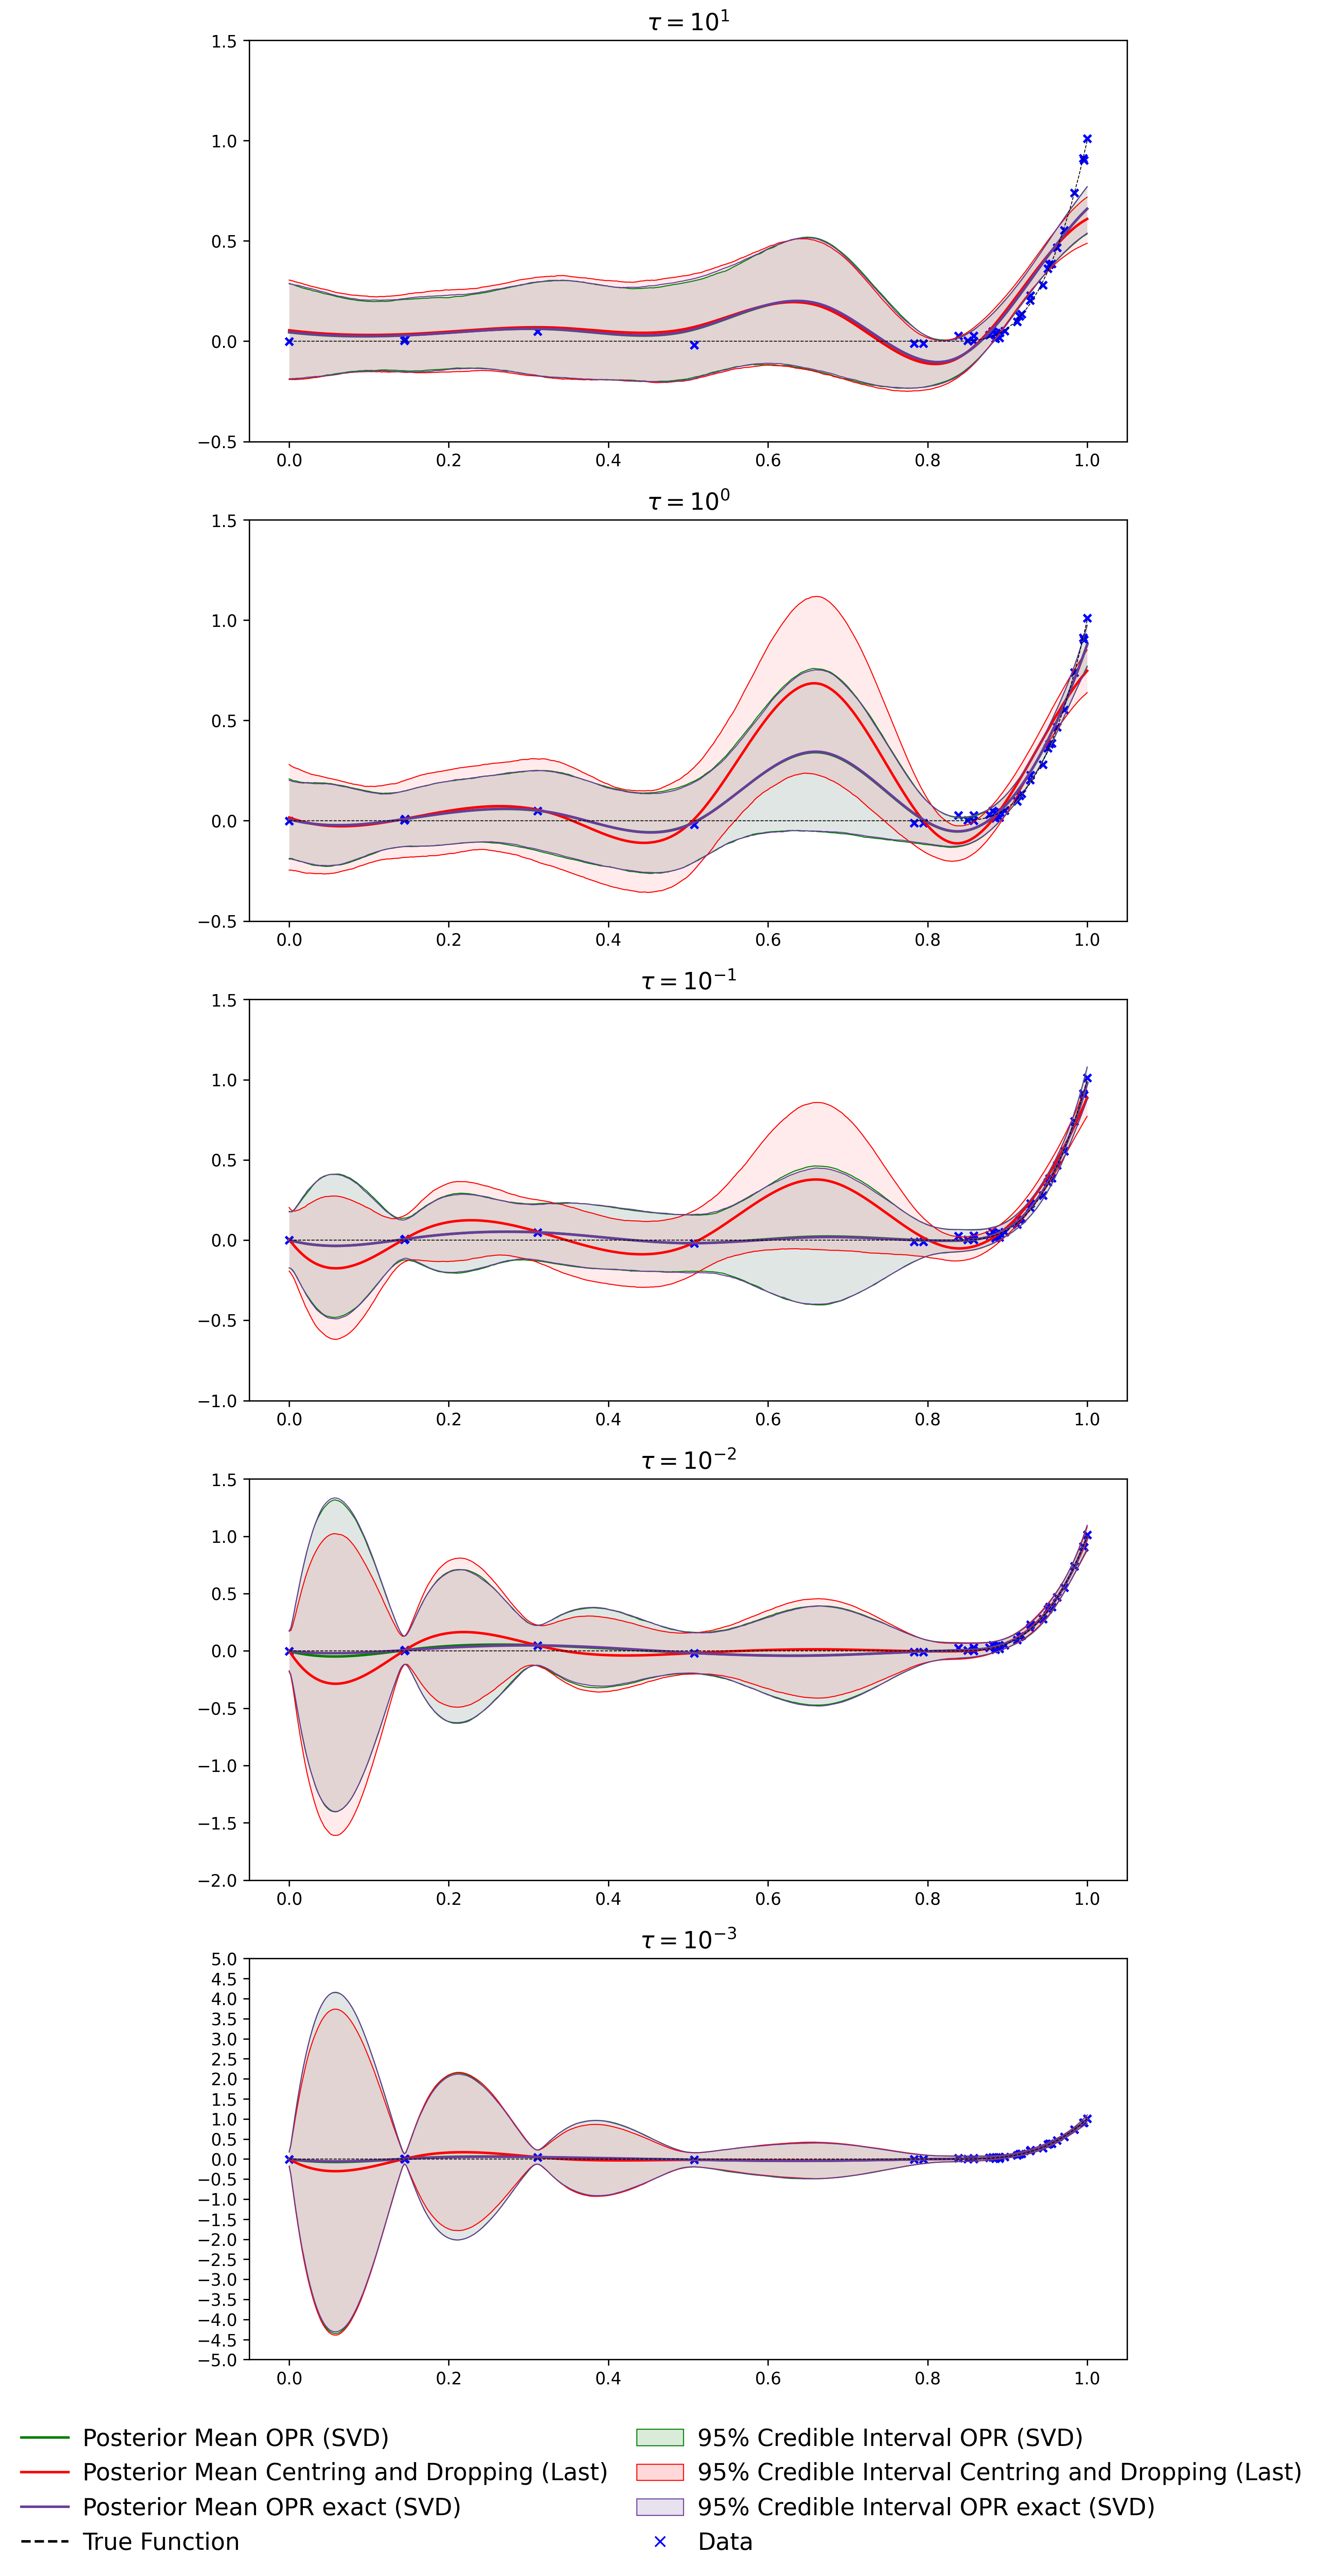 τ = 10¹
1.5
1.0
0.5
0.0
−0.5
0.0 0.2 0.4 0.6 0.8 1.0
τ = 10⁰
1.5
1.0
0.5
0.0
−0.5
0.0 0.2 0.4 0.6 0.8 1.0
τ = 10⁻¹
1.5
1.0
0.5
0.0
−0.5
−1.0
0.0 0.2 0.4 0.6 0.8 1.0
τ = 10⁻²
1.5
1.0
0.5
0.0
−0.5
−1.0
−1.5
−2.0
0.0 0.2 0.4 0.6 0.8 1.0
τ = 10⁻³
5.0
4.5
4.0
3.5
3.0
2.5
2.0
1.5
1.0
0.5
0.0
−0.5
−1.0
−1.5
−2.0
−2.5
−3.0
−3.5
−4.0
−4.5
−5.0
0.0 0.2 0.4 0.6 0.8 1.0
Posterior Mean OPR (SVD)
Posterior Mean Centring and Dropping (Last)
Posterior Mean OPR exact (SVD)
True Function
95% Credible Interval OPR (SVD)
95% Credible Interval Centring and Dropping (Last)
95% Credible Interval OPR exact (SVD)
Data